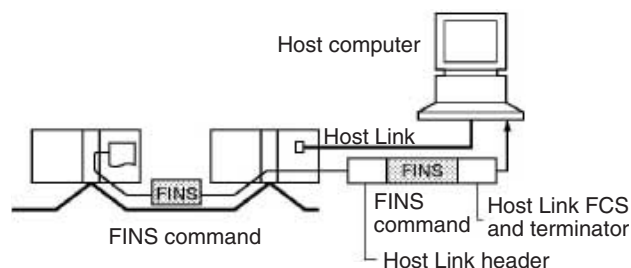 Host computer
Host Link
FINS
FINS
FINS command
FINS
command
Host Link FCS
and terminator
Host Link header